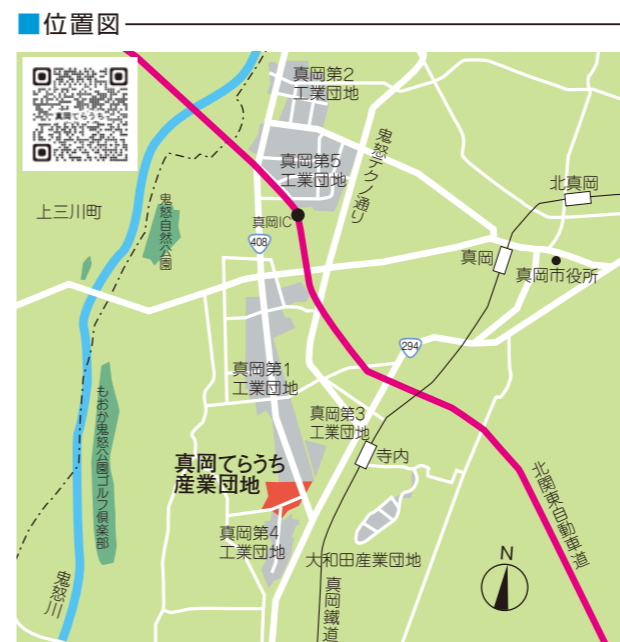 ■位置図
真岡てらうち
真岡第2
工業団地
真岡第5
工業団地
鬼怒テクノ通り
北真岡
上三川町
鬼怒自然公園
真岡IC
408
真岡
真岡市役所
294
真岡第1
工業団地
もおか鬼怒公園ゴルフ倶楽部
真岡第3
工業団地
寺内
真岡てらうち
産業団地
北関東自動車道
真岡第4
工業団地
大和田産業団地
鬼怒川
真岡鐵道
N